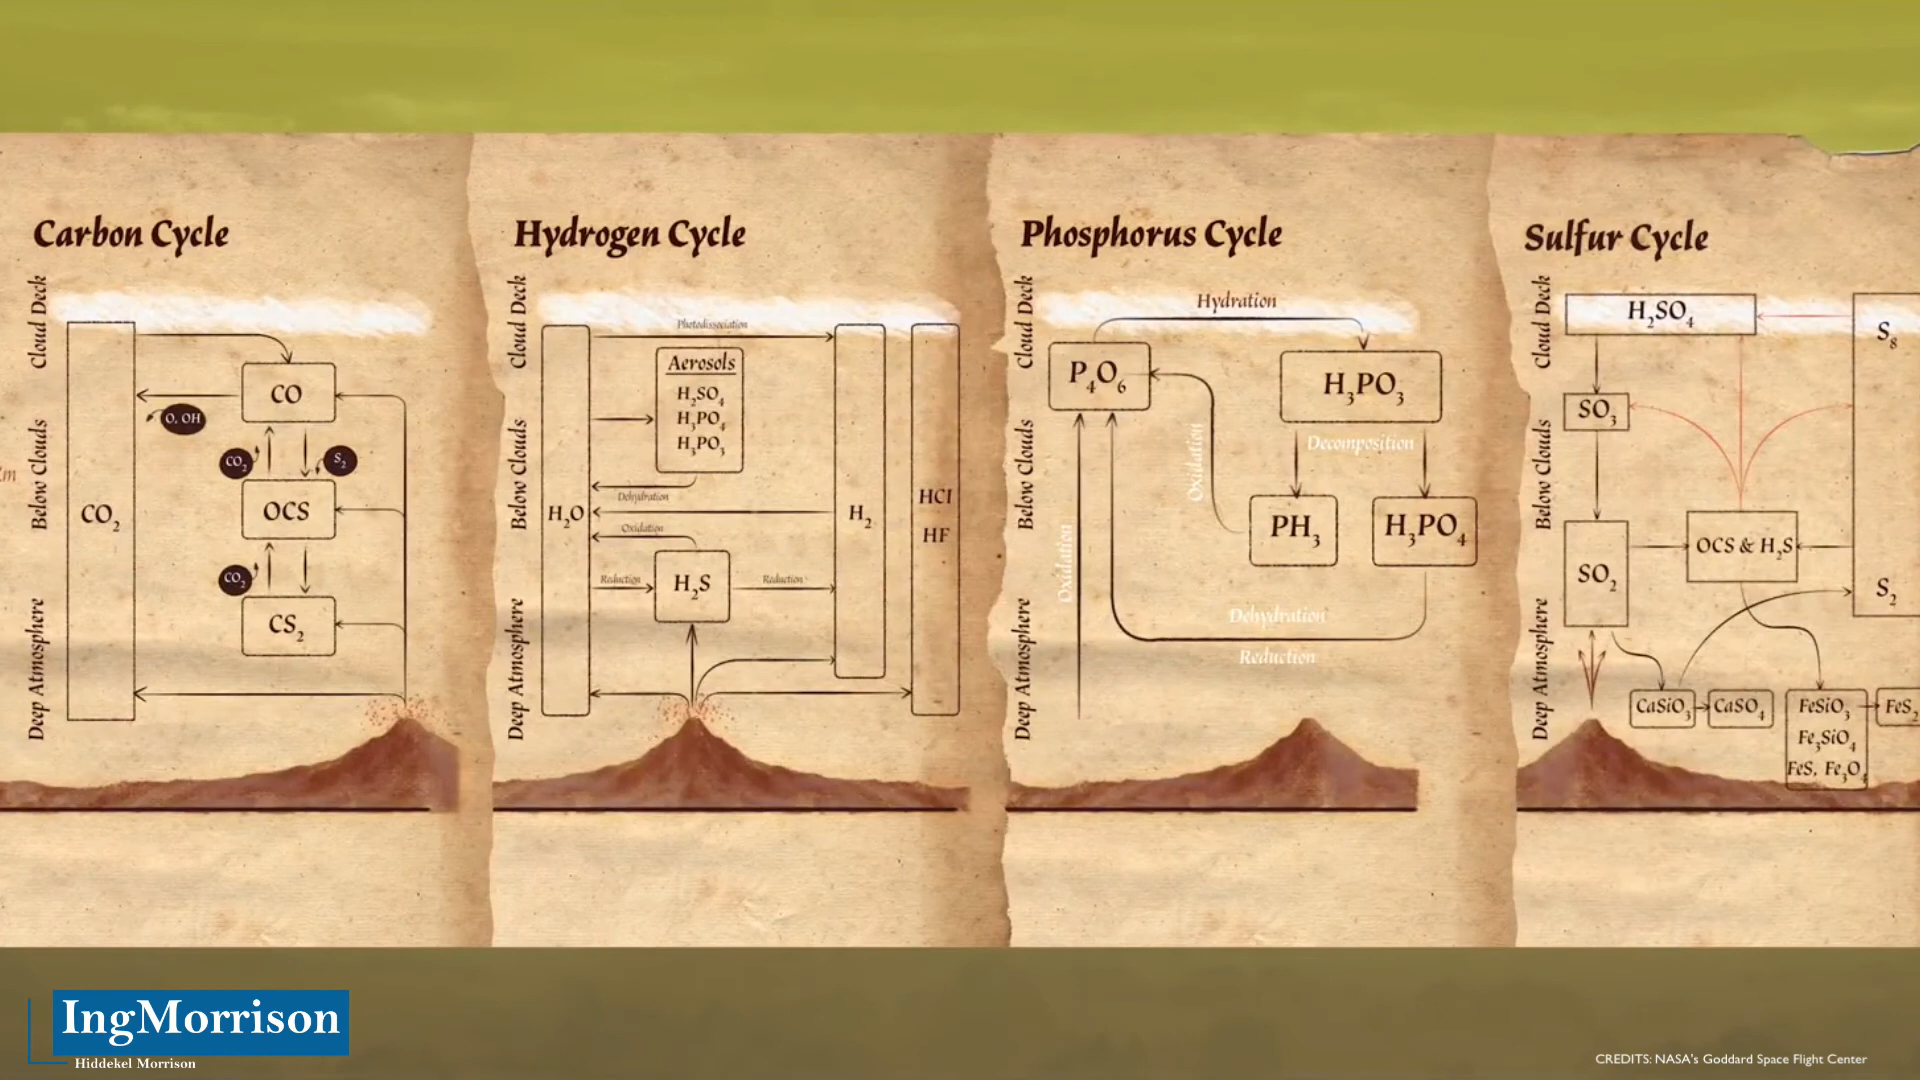 Carbon Cycle
Cloud Deck
Below Clouds
Deep Atmosphere
CO₂
CO
O, OH
CO₂
S₂
OCS
CO₂
CS₂
Hydrogen Cycle
Cloud Deck
Below Clouds
Deep Atmosphere
Photodissociation
Aerosols
H₂SO₄
H₃PO₄
H₃PO₃
Dehydration
H₂O
H₂
Oxidation
Reduction
H₂S
Reduction
HCl
HF
Phosphorus Cycle
Cloud Deck
Below Clouds
Deep Atmosphere
Hydration
P₄O₆
H₃PO₃
Decomposition
Oxidation
Oxidation
PH₃
H₃PO₄
Dehydration
Reduction
Sulfur Cycle
Cloud Deck
Below Clouds
Deep Atmosphere
H₂SO₄
S₈
SO₃
OCS & H₂S
SO₂
S₂
CaSiO₃
CaSO₄
FeSiO₃
FeS₂
Fe₃SiO₄
FeS, Fe₃O₄
IngMorrison
Hiddekel Morrison
CREDITS: NASA's Goddard Space Flight Center